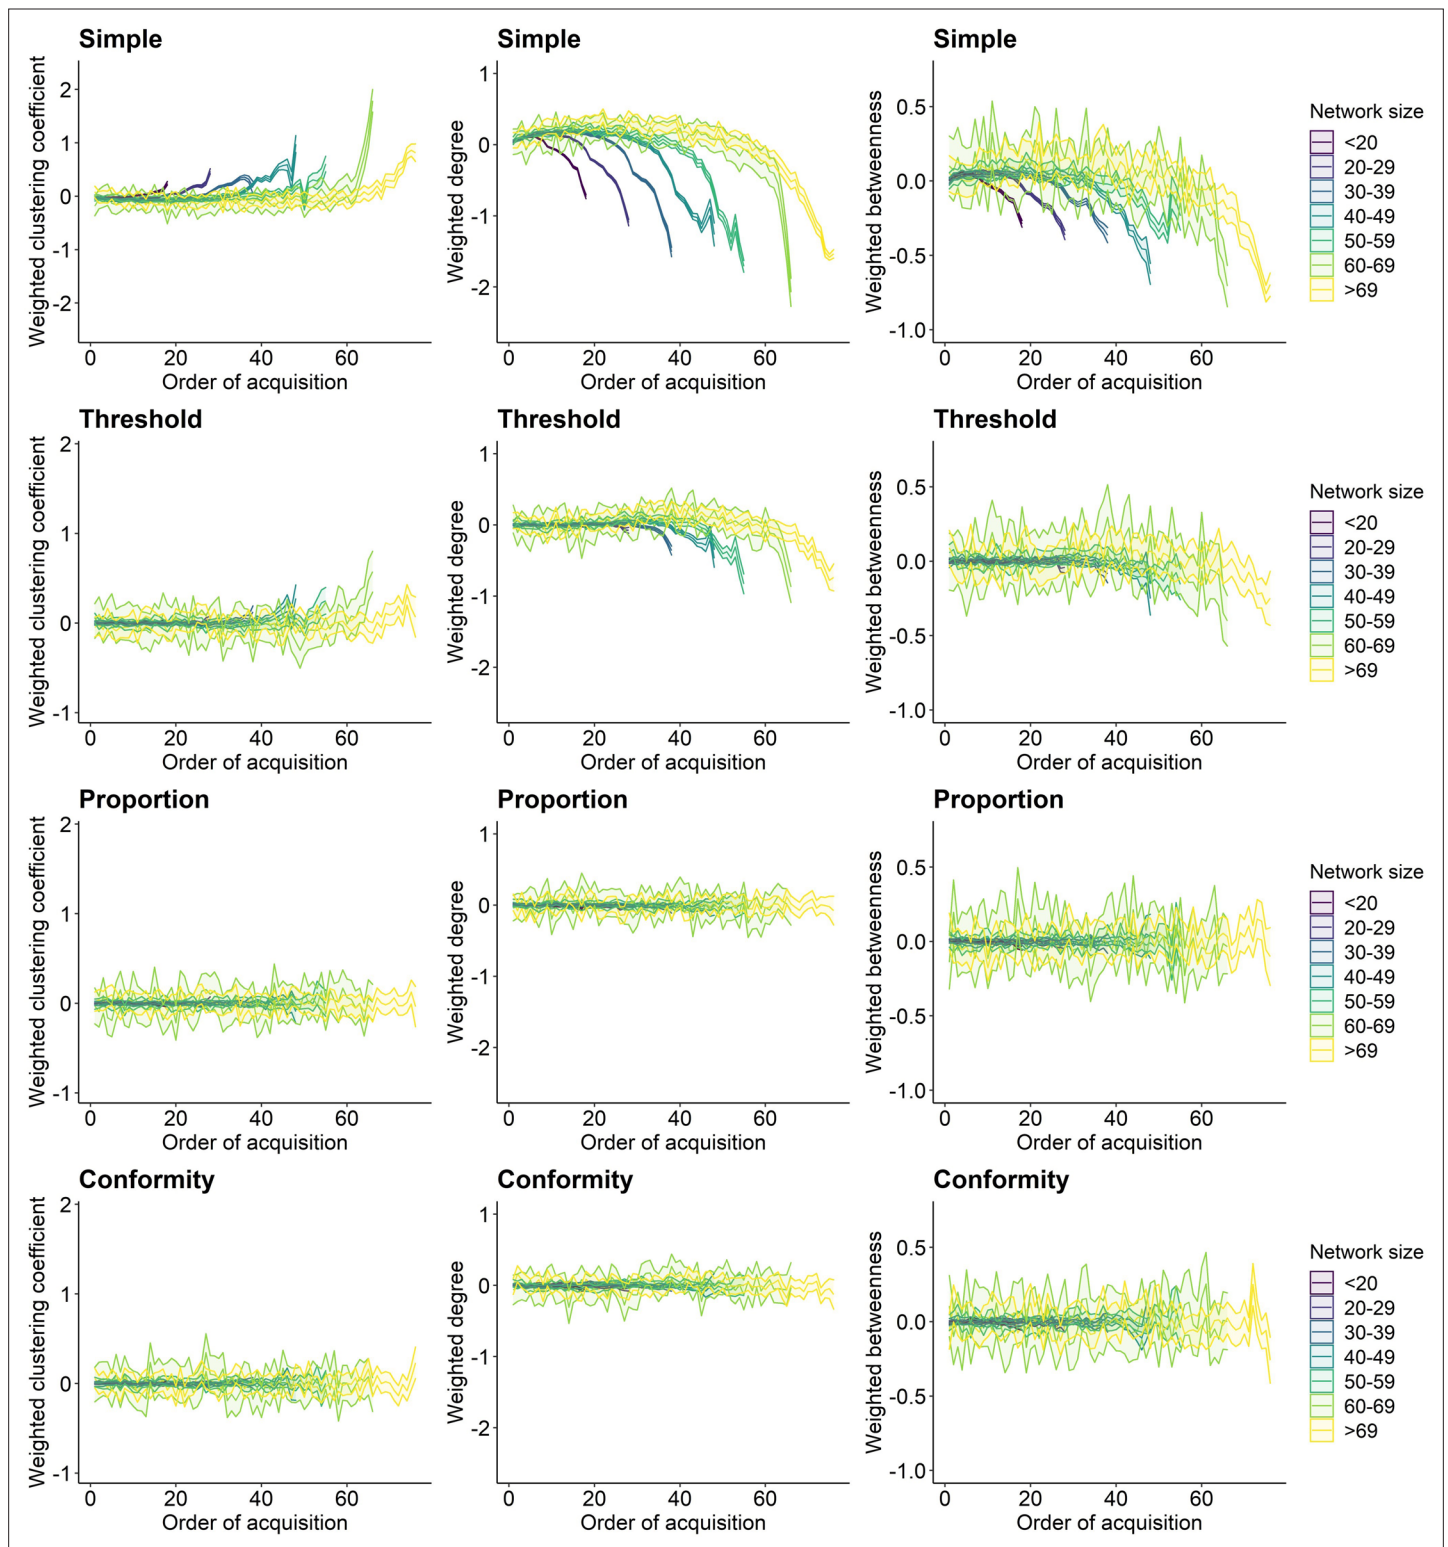 Simple
Weighted clustering coefficient
2
1
0
-1
-2
0 20 40 60
Order of acquisition
Simple
Weighted degree
1
0
-1
-2
0 20 40 60
Order of acquisition
Simple
Weighted betweenness
0.5
0.0
-0.5
-1.0
0 20 40 60
Order of acquisition
Network size
<20
20-29
30-39
40-49
50-59
60-69
>69
Threshold
Weighted clustering coefficient
2
1
0
-1
0 20 40 60
Order of acquisition
Threshold
Weighted degree
1
0
-1
-2
0 20 40 60
Order of acquisition
Threshold
Weighted betweenness
0.5
0.0
-0.5
-1.0
0 20 40 60
Order of acquisition
Network size
<20
20-29
30-39
40-49
50-59
60-69
>69
Proportion
Weighted clustering coefficient
2
1
0
-1
0 20 40 60
Order of acquisition
Proportion
Weighted degree
1
0
-1
-2
0 20 40 60
Order of acquisition
Proportion
Weighted betweenness
0.5
0.0
-0.5
-1.0
0 20 40 60
Order of acquisition
Network size
<20
20-29
30-39
40-49
50-59
60-69
>69
Conformity
Weighted clustering coefficient
2
1
0
-1
0 20 40 60
Order of acquisition
Conformity
Weighted degree
1
0
-1
-2
0 20 40 60
Order of acquisition
Conformity
Weighted betweenness
0.5
0.0
-0.5
-1.0
0 20 40 60
Order of acquisition
Network size
<20
20-29
30-39
40-49
50-59
60-69
>69